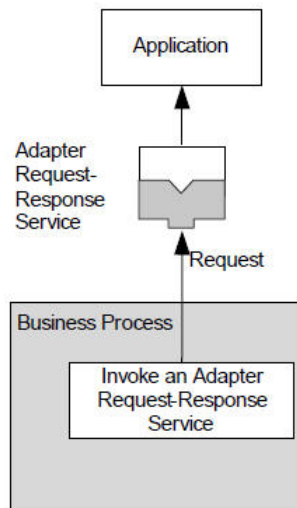 Application
Adapter
Request-
Response
Service
Request
Business Process
Invoke an Adapter
Request-Response
Service